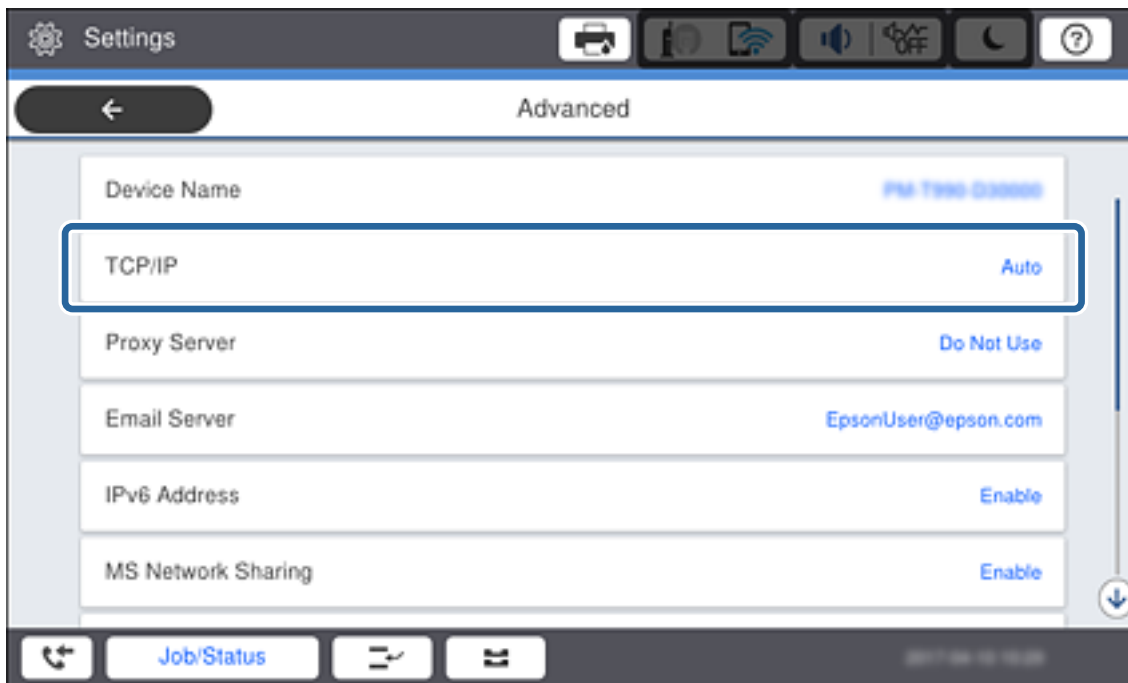 Settings
OFF
Advanced
Device Name
TCP/IP
Auto
Proxy Server
Do Not Use
Email Server
EpsonUser@epson.com
IPv6 Address
Enable
MS Network Sharing
Enable
Job/Status